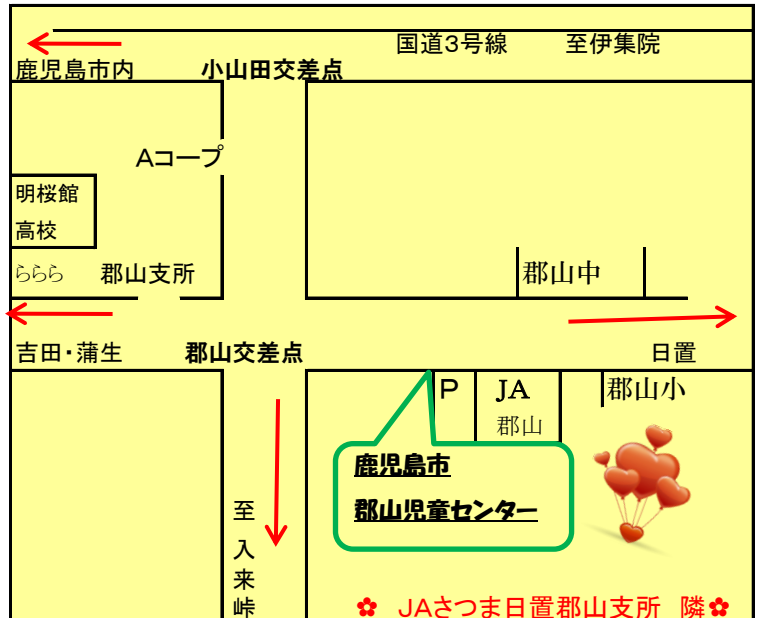 国道3号線 至伊集院
鹿児島市内 小山田交差点
Aコープ
明桜館
高校
ららら 郡山支所
郡山中
吉田・蒲生 郡山交差点 日置
P JA 郡山小
郡山
鹿児島市
郡山児童センター
至
入
来
峠
✿ JAさつま日置郡山支所 隣✿